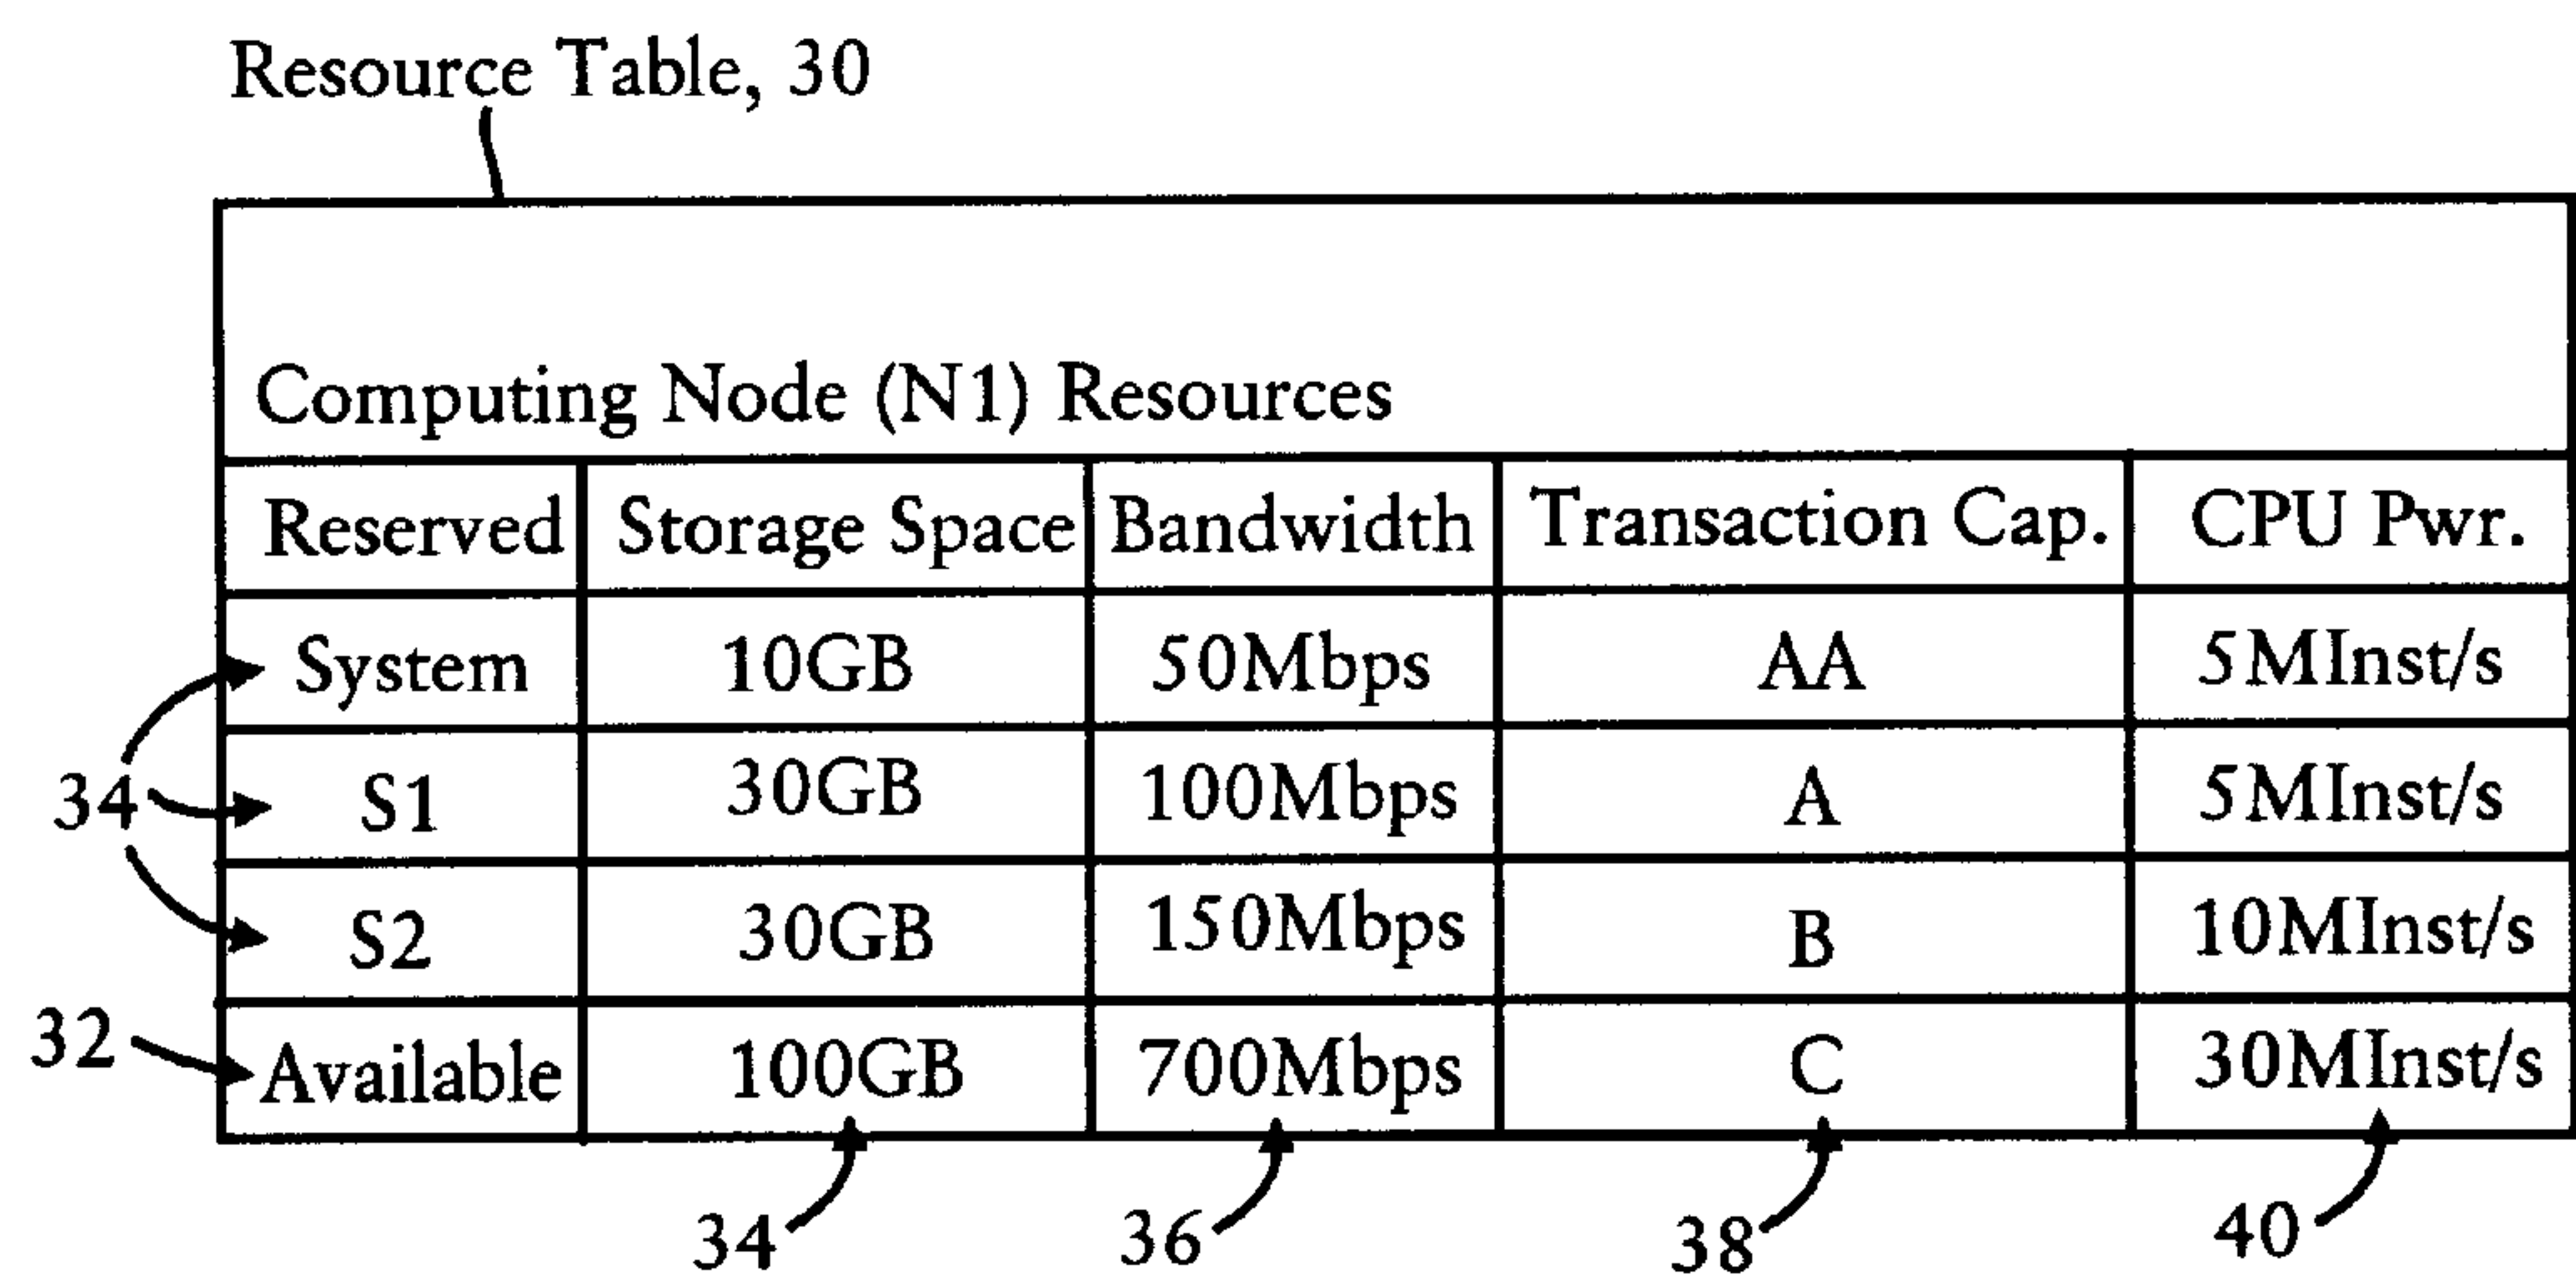 Resource Table, 30
Computing Node (N1) Resources
Reserved Storage Space Bandwidth Transaction Cap. CPU Pwr.
System 10GB 50Mbps AA 5MInst/s
34 S1 30GB 100Mbps A 5MInst/s
S2 30GB 150Mbps B 10MInst/s
32 Available 100GB 700Mbps C 30MInst/s
34 36 38 40